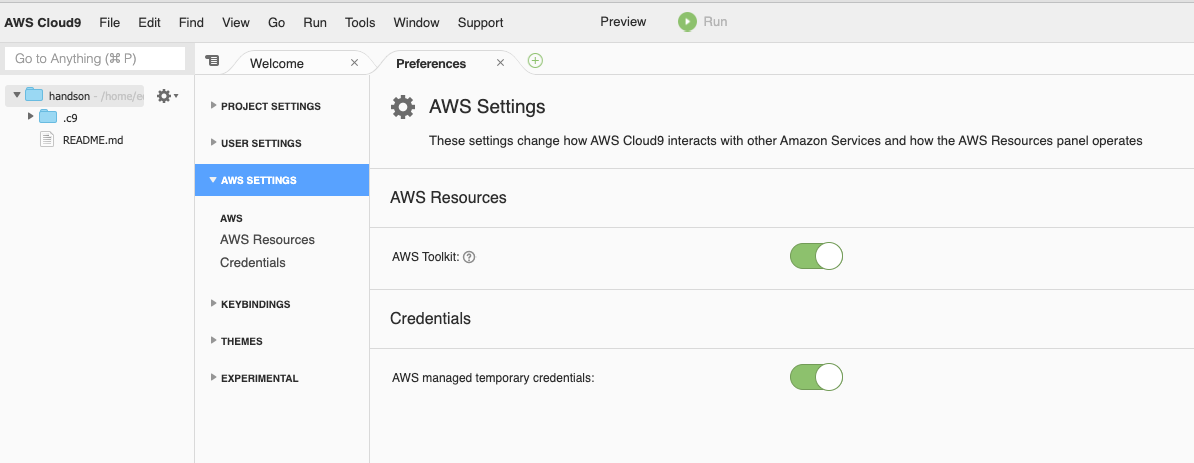 AWS Cloud9 File Edit Find View Go Run Tools Window Support Preview Run
Go to Anything (⌘ P)
Welcome
Preferences
handson - /home/e
.c9
README.md
PROJECT SETTINGS
USER SETTINGS
AWS SETTINGS
AWS
AWS Resources
Credentials
KEYBINDINGS
THEMES
EXPERIMENTAL
AWS Settings
These settings change how AWS Cloud9 interacts with other Amazon Services and how the AWS Resources panel operates
AWS Resources
AWS Toolkit: ?
Credentials
AWS managed temporary credentials: